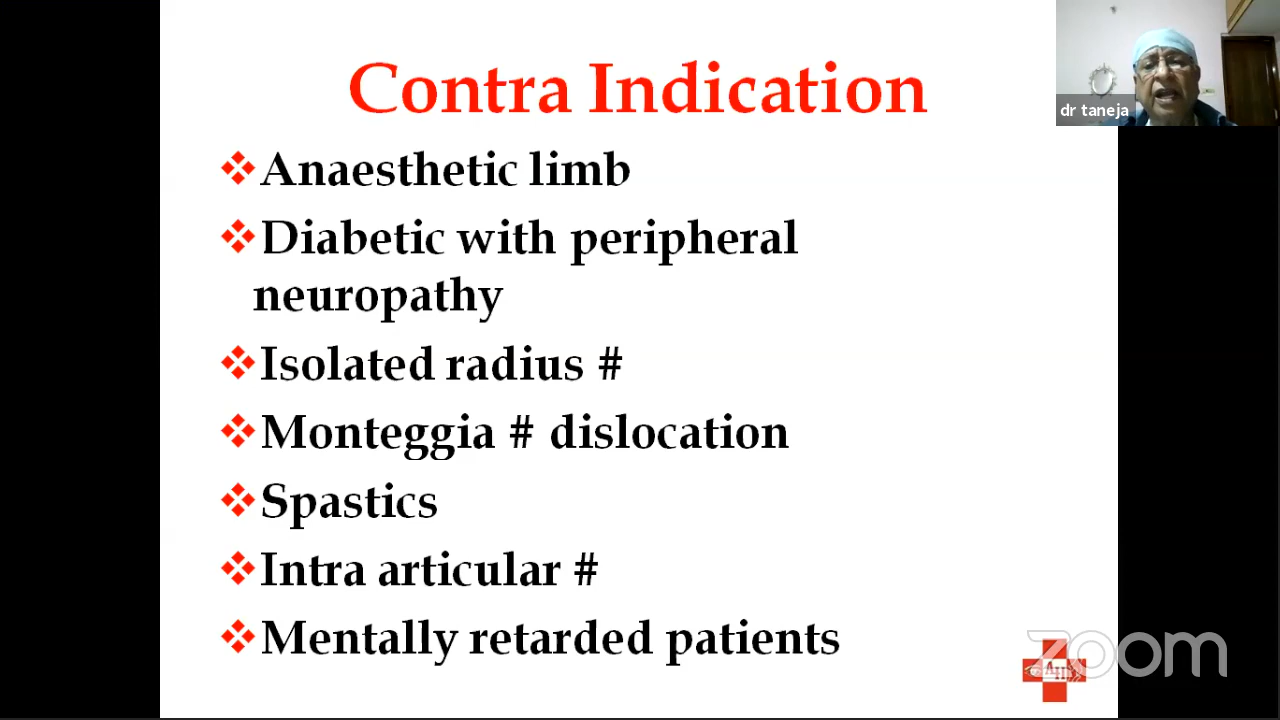 Contra Indication
dr taneja
❖Anaesthetic limb
❖Diabetic with peripheral
neuropathy
❖Isolated radius #
❖Monteggia # dislocation
❖Spastics
❖Intra articular #
❖Mentally retarded patients
zoom